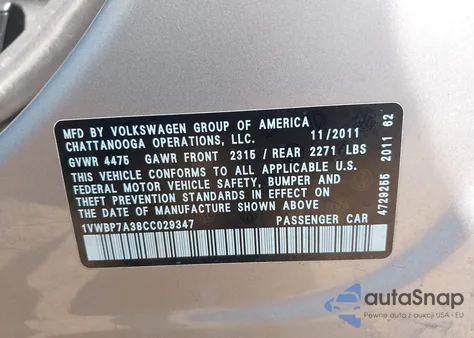 MFD BY VOLKSWAGEN GROUP OF AMERICA
CHATTANOOGA OPERATIONS, LLC. 11/2011
GVWR 4475 GAWR FRONT 2315 / REAR 2271 LBS
THIS VEHICLE CONFORMS TO ALL APPLICABLE U.S.
FEDERAL MOTOR VEHICLE SAFETY, BUMPER AND
THEFT PREVENTION STANDARDS IN EFFECT ON
THE DATE OF MANUFACTURE SHOWN ABOVE
1VWBP7A38CC029347 PASSENGER CAR
4729255 2011 62
autoSnap
Pewne auta z aukcji USA - EU